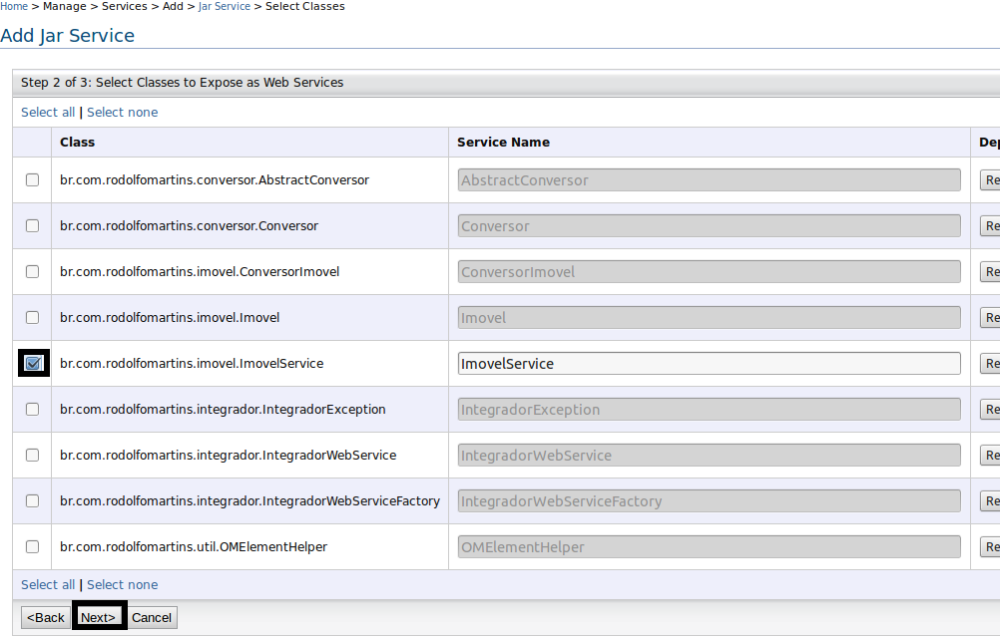 Home > Manage > Services > Add > Jar Service > Select Classes
Add Jar Service
Step 2 of 3: Select Classes to Expose as Web Services
Select all | Select none
Class Service Name Dep
br.com.rodolfomartins.conversor.AbstractConversor AbstractConversor Re
br.com.rodolfomartins.conversor.Conversor Conversor Re
br.com.rodolfomartins.imovel.ConversorImovel ConversorImovel Re
br.com.rodolfomartins.imovel.Imovel Imovel Re
br.com.rodolfomartins.imovel.ImovelService ImovelService Re
br.com.rodolfomartins.integrador.IntegradorException IntegradorException Re
br.com.rodolfomartins.integrador.IntegradorWebService IntegradorWebService Re
br.com.rodolfomartins.integrador.IntegradorWebServiceFactory IntegradorWebServiceFactory Re
br.com.rodolfomartins.util.OMElementHelper OMElementHelper Re
Select all | Select none
<Back Next> Cancel